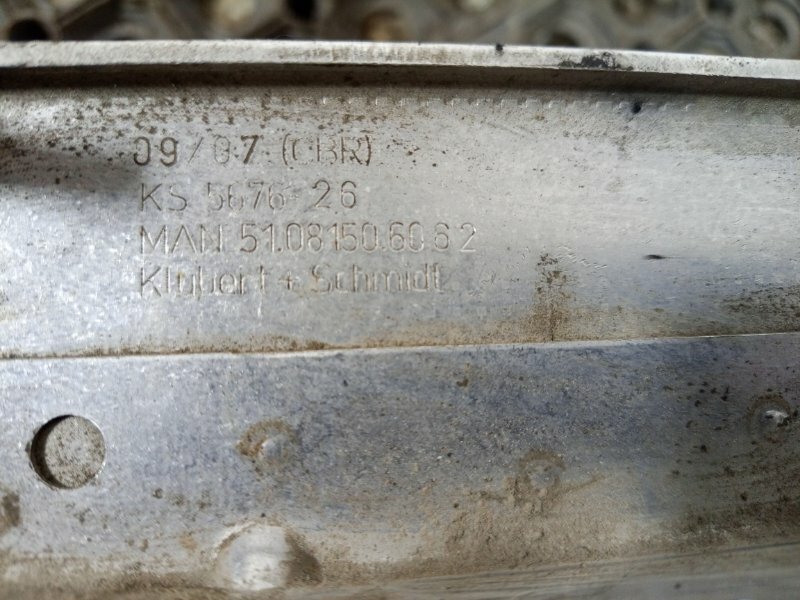 09/07 (CBR)
KS 5676-26
MAN 51.08150.6062
Klubert + Schmidt